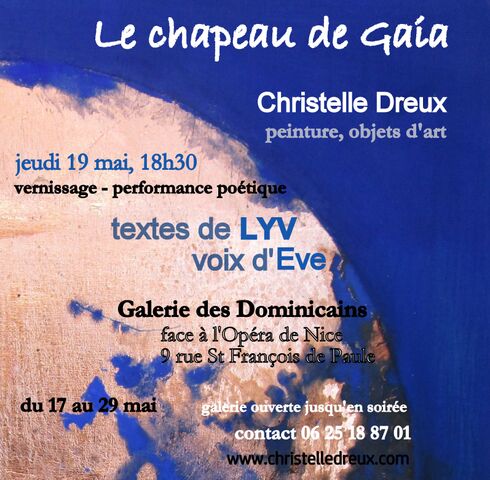 Le chapeau de Gaïa
Christelle Dreux
peinture, objets d'art
jeudi 19 mai, 18h30
vernissage - performance poétique
textes de LYV
voix d'Eve
Galerie des Dominicains
face à l'Opéra de Nice
9 rue St François de Paule
du 17 au 29 mai
galerie ouverte jusqu'en soirée
contact 06 25 18 87 01
www.christelledreux.com